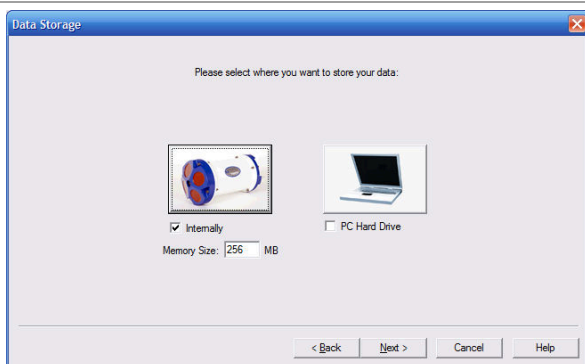 Data Storage
Please select where you want to store your data:
Internally
PC Hard Drive
Memory Size: 256 MB
< Back
Next >
Cancel
Help